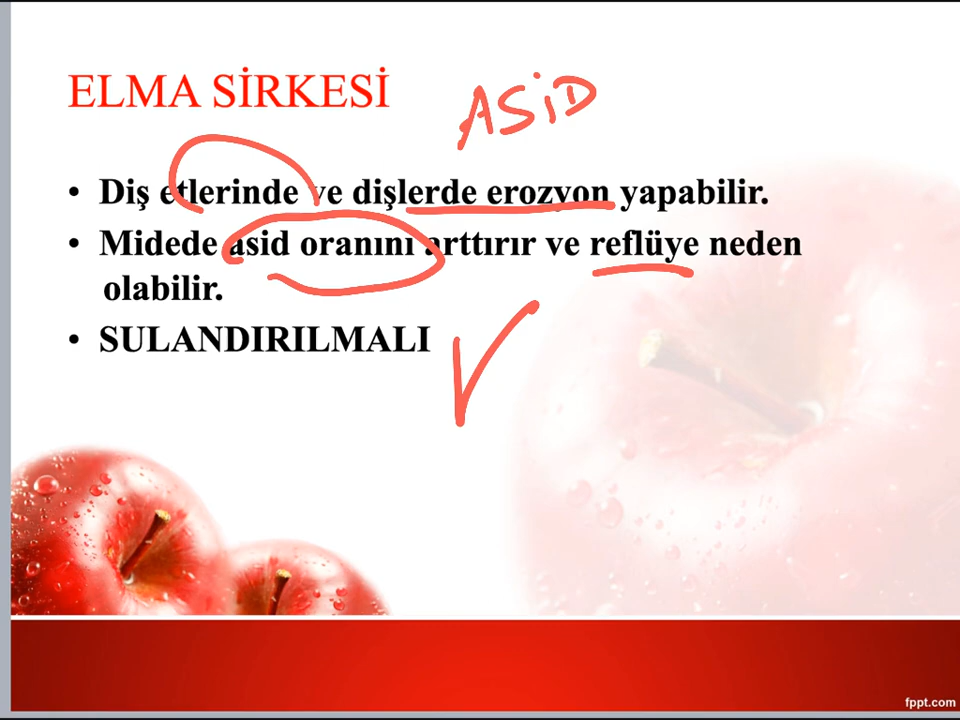 ELMA SİRKESİ
ASİD
• Diş etlerinde ve dişlerde erozyon yapabilir.
• Midede asid oranını arttırır ve reflüye neden
olabilir.
• SULANDIRILMALI
fppt.com